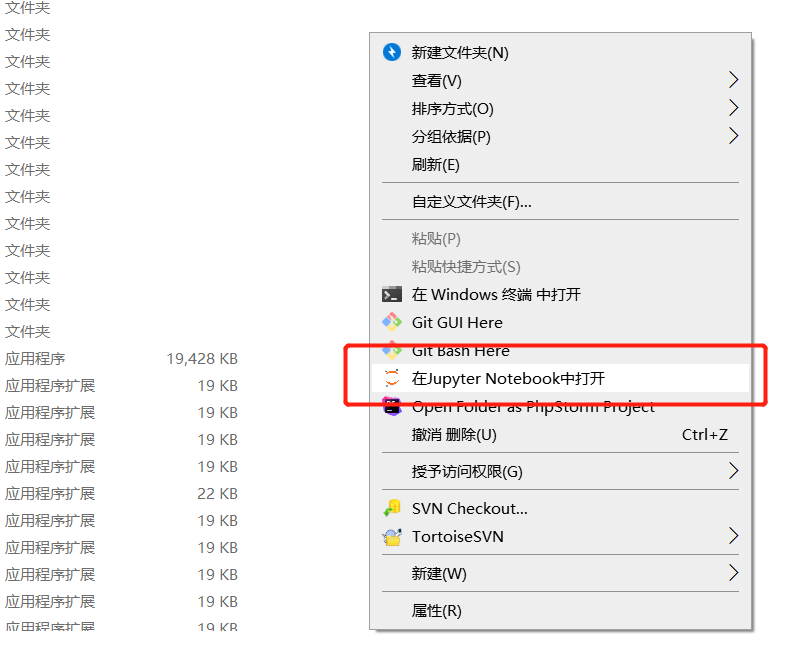 文件夹
文件夹
文件夹
文件夹
文件夹
文件夹
文件夹
文件夹
文件夹
文件夹
文件夹
文件夹
文件夹
应用程序 19,428 KB
应用程序扩展 19 KB
应用程序扩展 19 KB
应用程序扩展 19 KB
应用程序扩展 19 KB
应用程序扩展 22 KB
应用程序扩展 19 KB
应用程序扩展 19 KB
应用程序扩展 19 KB
应用程序扩展 19 KB
应用程序扩展 19 KB
新建文件夹(N)
查看(V)
排序方式(O)
分组依据(P)
刷新(E)
自定义文件夹(F)...
粘贴(P)
粘贴快捷方式(S)
在 Windows 终端 中打开
Git GUI Here
Git Bash Here
在Jupyter Notebook中打开
Open Folder as PhpStorm Project
撤消 删除(U) Ctrl+Z
授予访问权限(G)
SVN Checkout...
TortoiseSVN
新建(W)
属性(R)